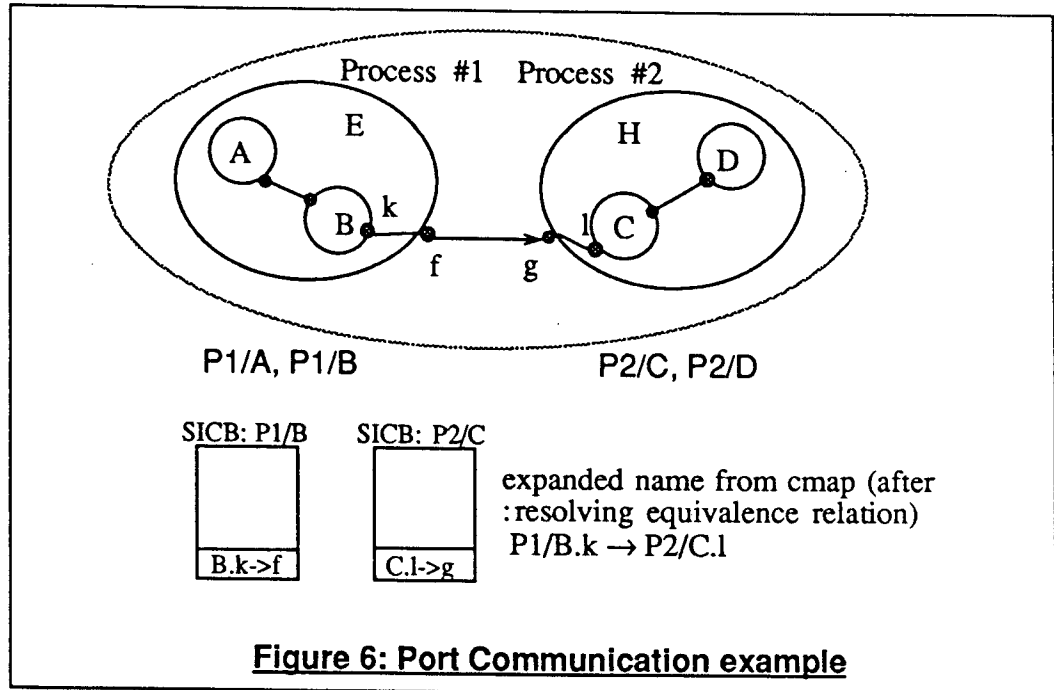 Process #1 Process #2
E
H
A
D
B
k
l
C
f
g
P1/A, P1/B
P2/C, P2/D
SICB: P1/B
SICB: P2/C
expanded name from cmap (after
:resolving equivalence relation)
P1/B.k → P2/C.l
B.k->f
C.l->g
Figure 6: Port Communication example